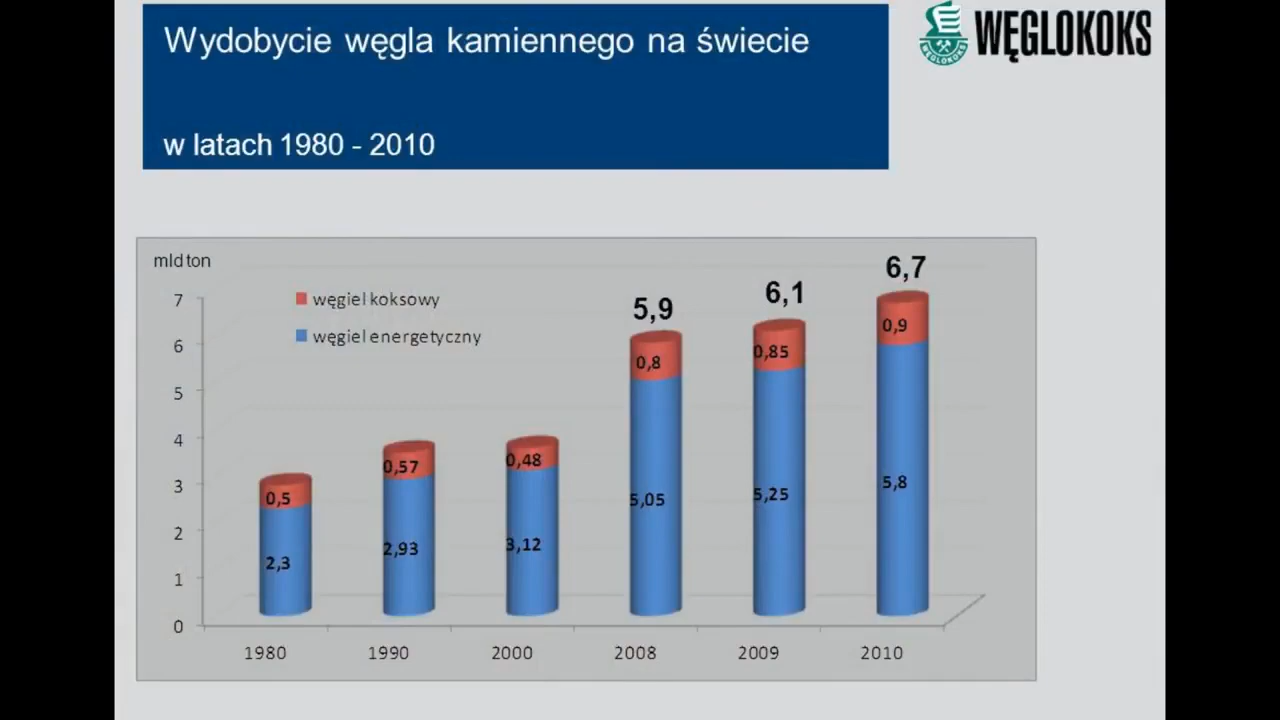 Wydobycie węgla kamiennego na świecie
w latach 1980 - 2010
WĘGLOKOKS
WĘGLOKOKS
mld ton
węgiel koksowy
węgiel energetyczny
5,9
6,1
6,7
7
6
5
4
3
2
1
0
0,5
0,57
0,48
0,8
0,85
0,9
2,3
2,93
3,12
5,05
5,25
5,8
1980 1990 2000 2008 2009 2010